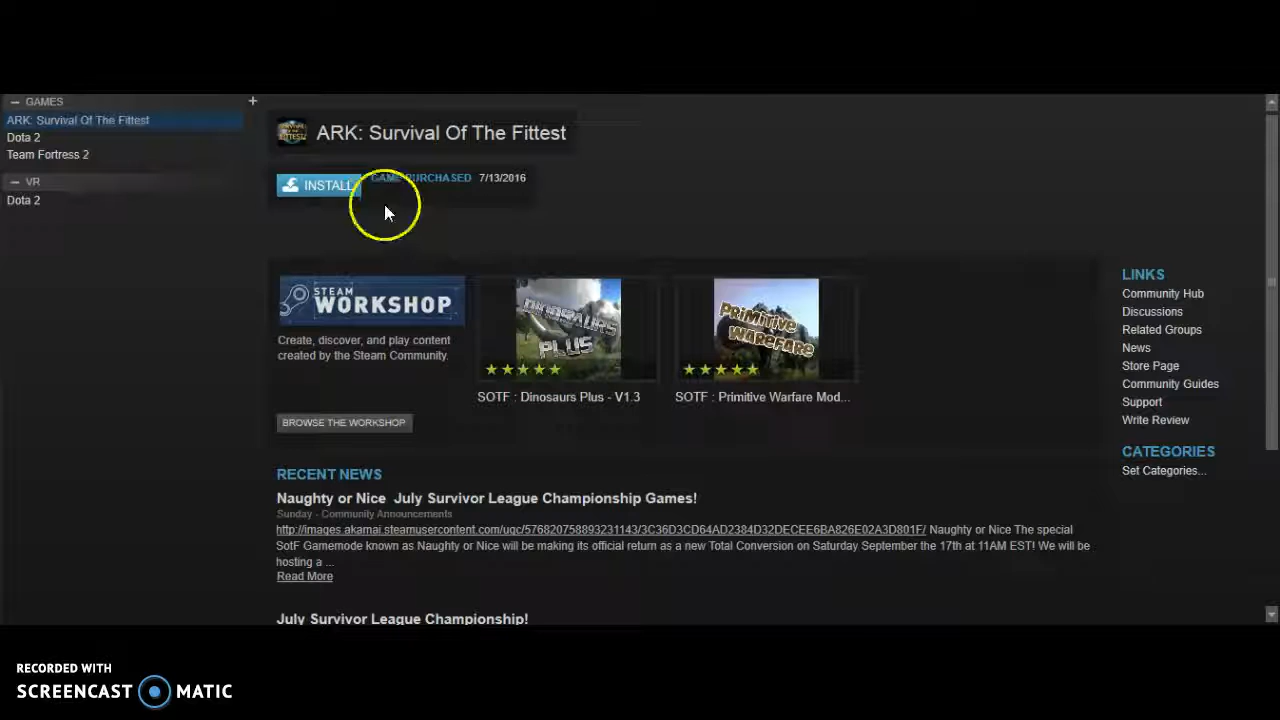 — GAMES +
ARK: Survival Of The Fittest
Dota 2
Team Fortress 2
— VR
Dota 2
ARK: Survival Of The Fittest
INSTALL
GAME PURCHASED 7/13/2016
STEAM
WORKSHOP
Create, discover, and play content
created by the Steam Community.
BROWSE THE WORKSHOP
DINOSAURS
PLUS
SOTF : Dinosaurs Plus - V1.3
PRIMITIVE
WAREFARE
SOTF : Primitive Warfare Mod...
LINKS
Community Hub
Discussions
Related Groups
News
Store Page
Community Guides
Support
Write Review
CATEGORIES
Set Categories...
RECENT NEWS
Naughty or Nice July Survivor League Championship Games!
Sunday - Community Announcements
http://images.akamai.steamusercontent.com/ugc/576820758893231143/3C36D3CD64AD2384D32DECEE6BA826E02A3D801F/ Naughty or Nice The special
SotF Gamemode known as Naughty or Nice will be making its official return as a new Total Conversion on Saturday September the 17th at 11AM EST! We will be
hosting a ...
Read More
July Survivor League Championship!
RECORDED WITH
SCREENCAST MATIC